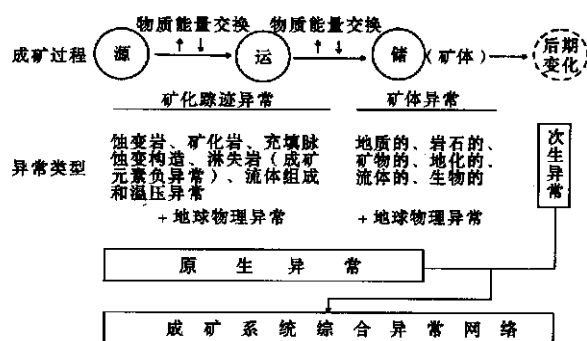 物质能量交换 物质能量交换
成矿过程 源 运 储 (矿体) 后期
变化
矿化踪迹异常 矿体异常
异常类型
蚀变岩、矿化岩、充填脉
蚀变构造、淋失岩(成矿
元素负异常)、流体组成
和温压异常
+地球物理异常
地质的、岩石的、
矿物的、地化的、
流体的、生物的
+地球物理异常
次生异常
原生异常
成矿系统综合异常网络